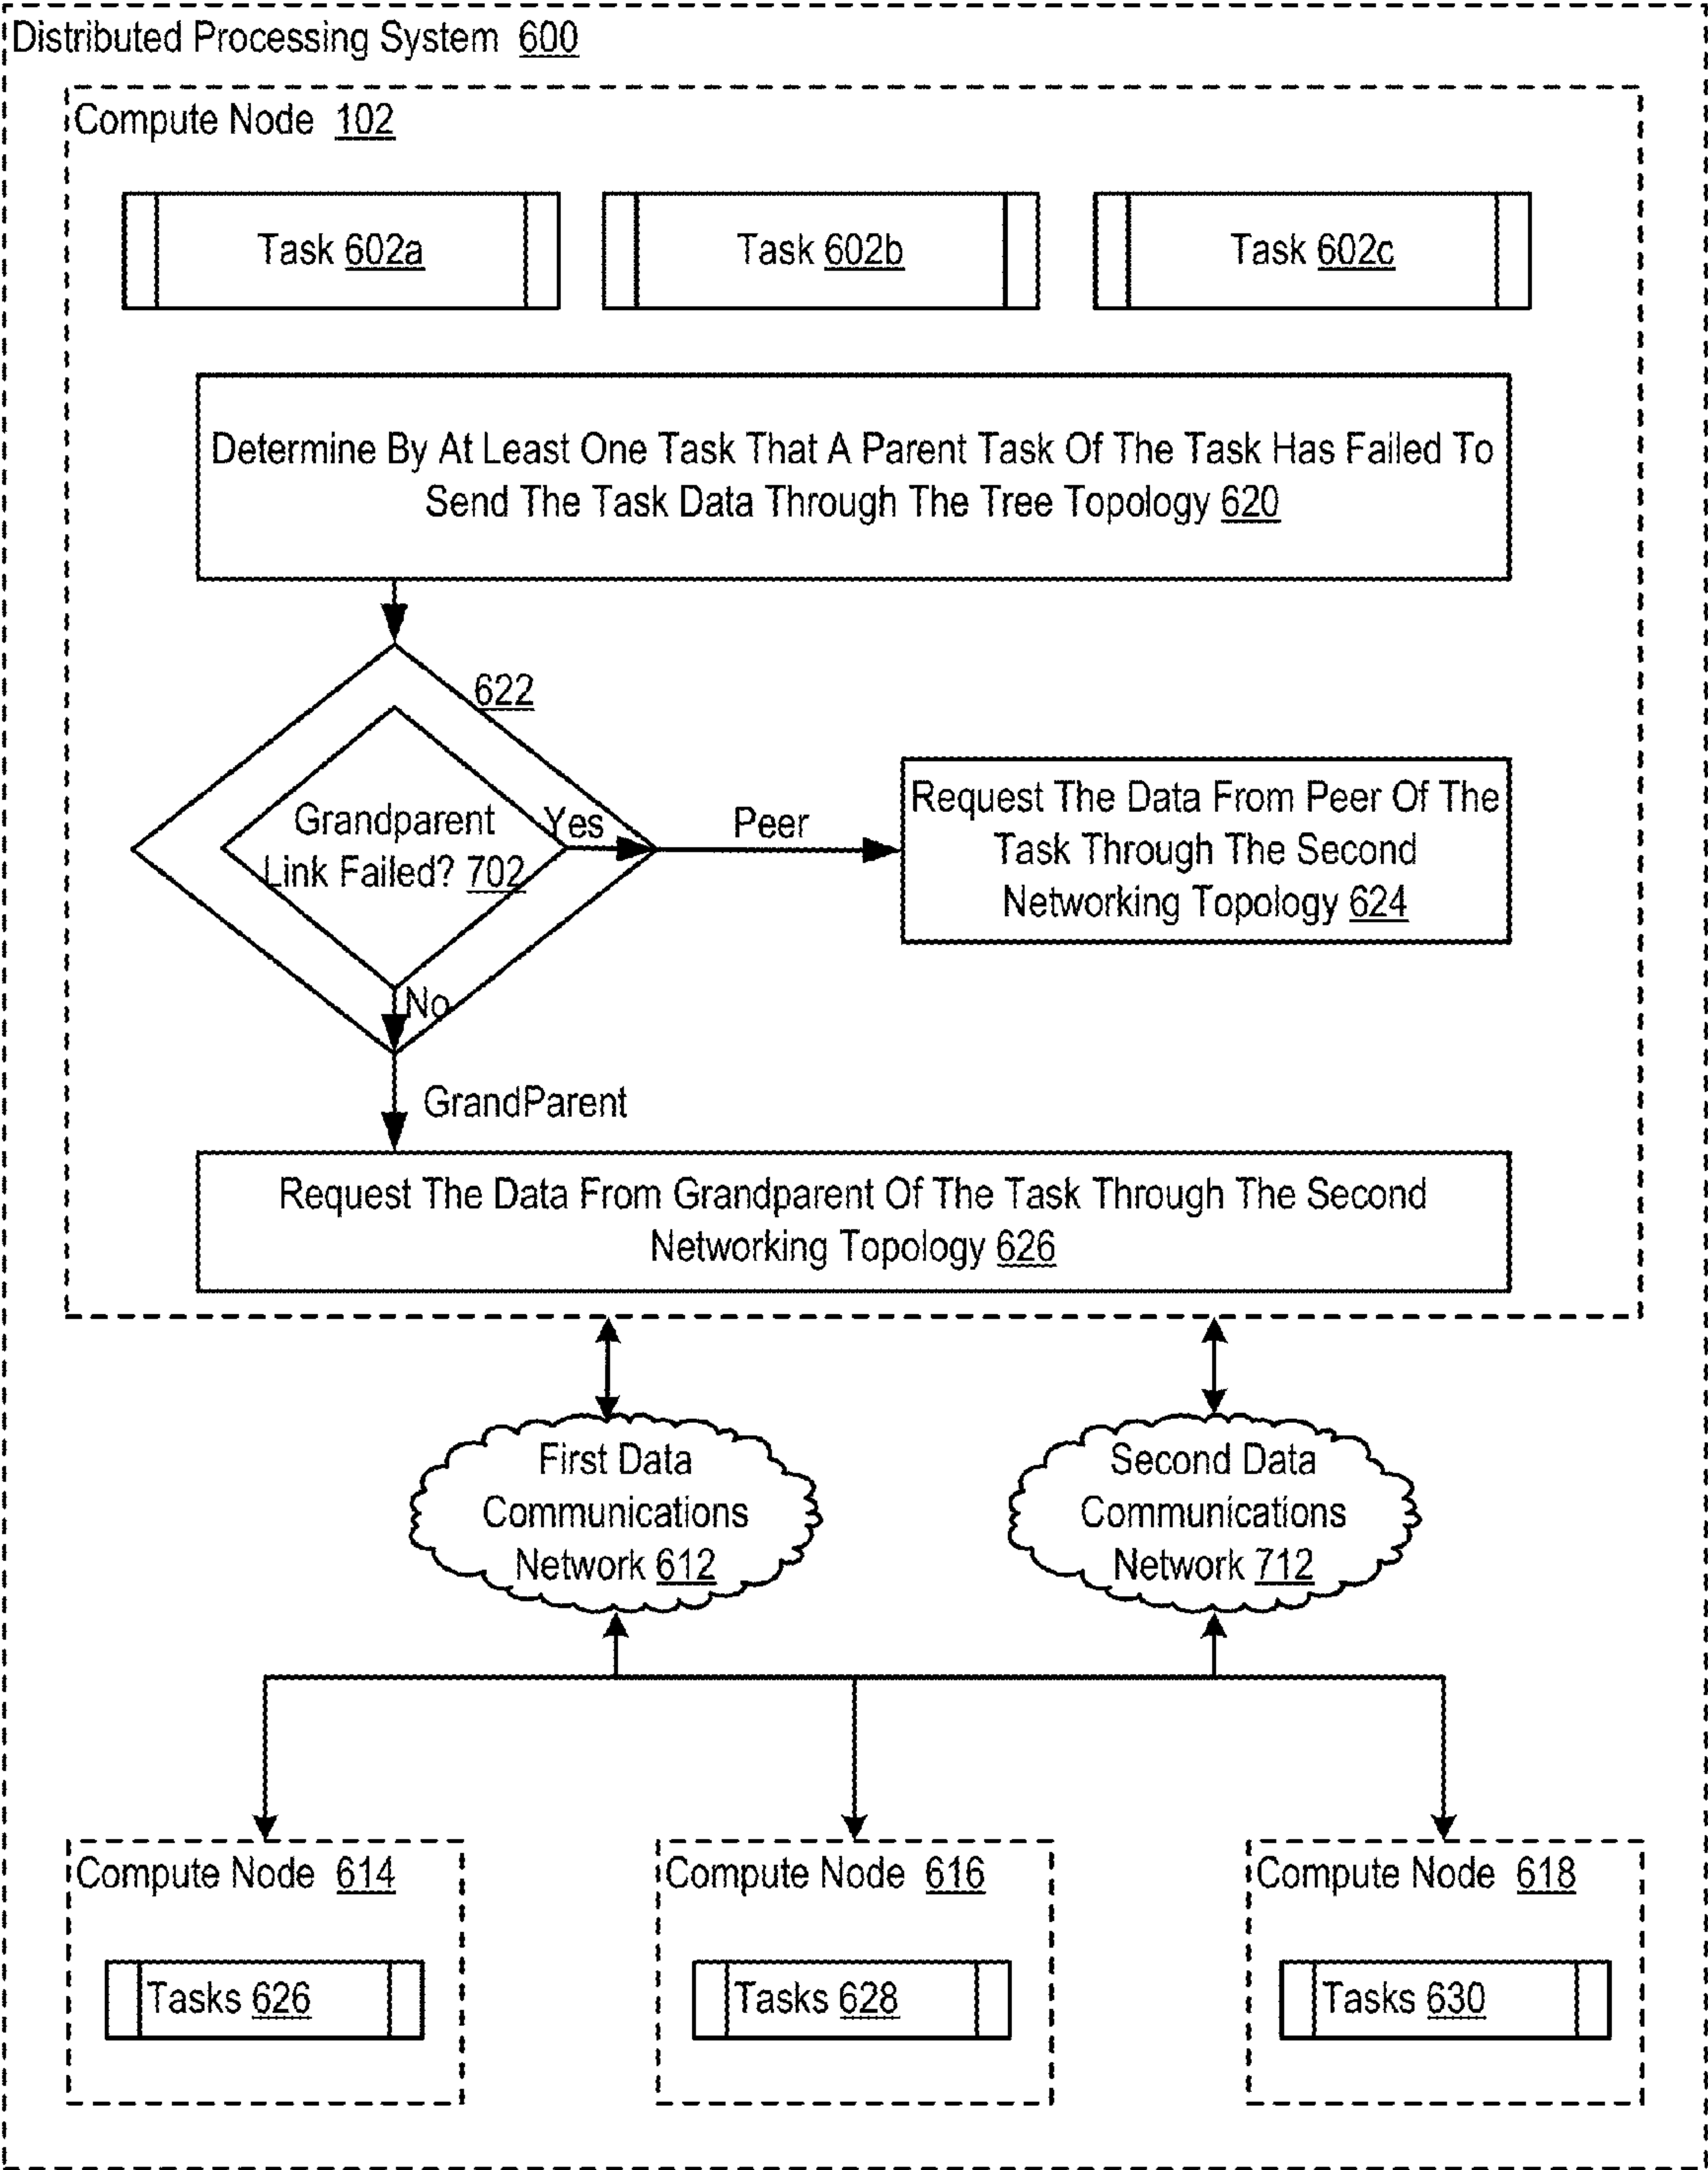 Distributed Processing System 600
Compute Node 102
Task 602a
Task 602b
Task 602c
Determine By At Least One Task That A Parent Task Of The Task Has Failed To
Send The Task Data Through The Tree Topology 620
622
Grandparent
Link Failed? 702
Yes
Peer
Request The Data From Peer Of The
Task Through The Second
Networking Topology 624
No
GrandParent
Request The Data From Grandparent Of The Task Through The Second
Networking Topology 626
First Data
Communications
Network 612
Second Data
Communications
Network 712
Compute Node 614
Tasks 626
Compute Node 616
Tasks 628
Compute Node 618
Tasks 630